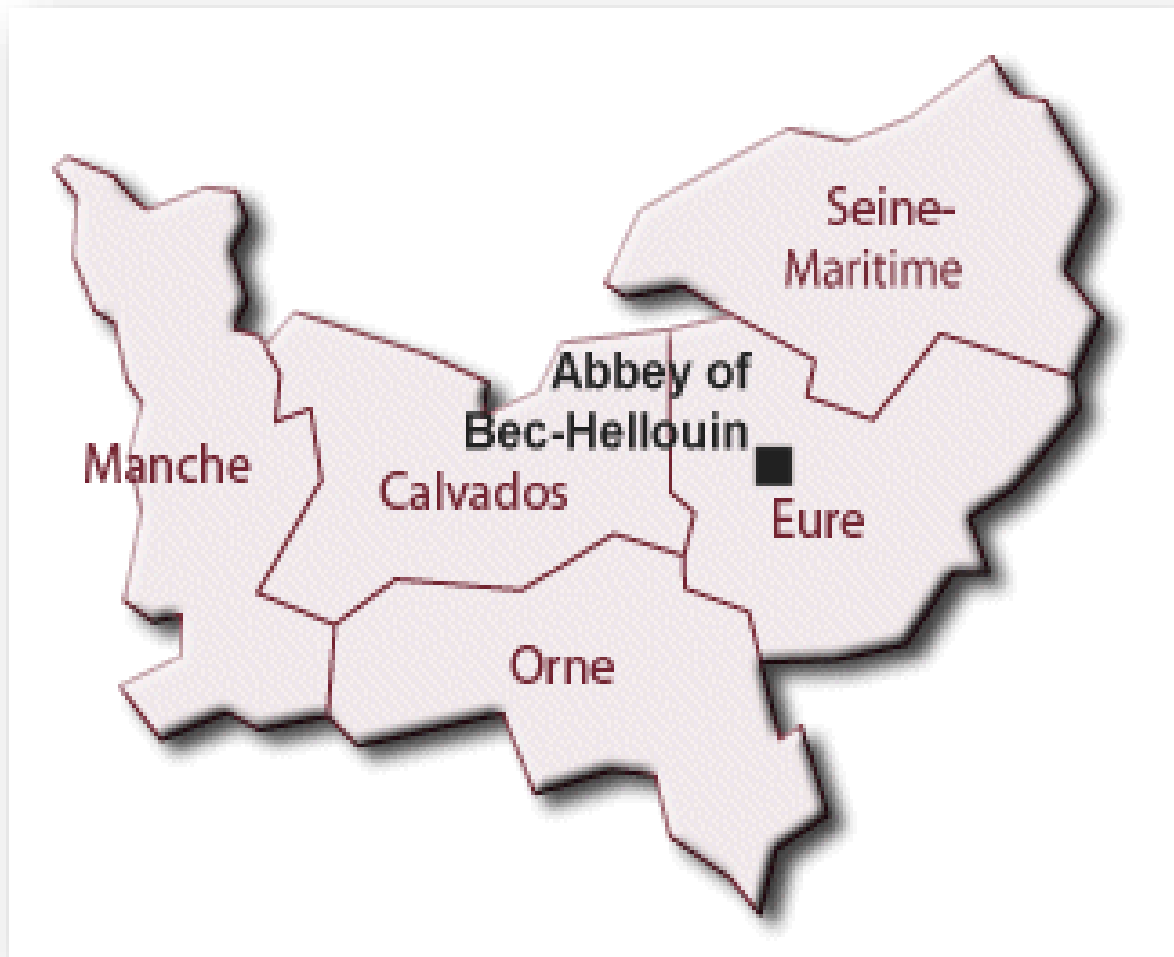 Seine-
Maritime
Abbey of
Bec-Hellouin
Manche
Calvados
Eure
Orne